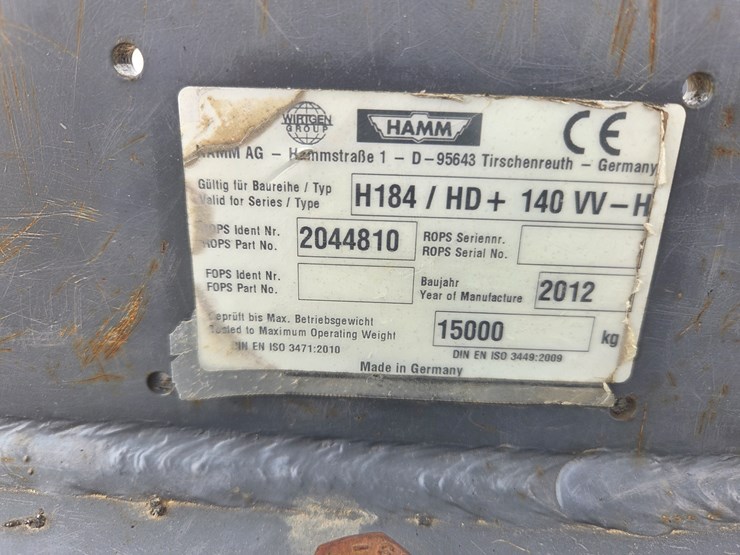 WIRTGEN
GROUP
HAMM
CE
HAMM AG – Hammstraße 1 – D-95643 Tirschenreuth – Germany
Gültig für Baureihe / Typ
Valid for Series / Type
H184 / HD+ 140 VV-H
ROPS Ident Nr.
ROPS Part No.
2044810
ROPS Seriennr.
ROPS Serial No.
FOPS Ident Nr.
FOPS Part No.
Baujahr
Year of Manufacture
2012
Geprüft bis Max. Betriebsgewicht
Tested to Maximum Operating Weight
15000
kg
DIN EN ISO 3471:2010
DIN EN ISO 3449:2009
Made in Germany